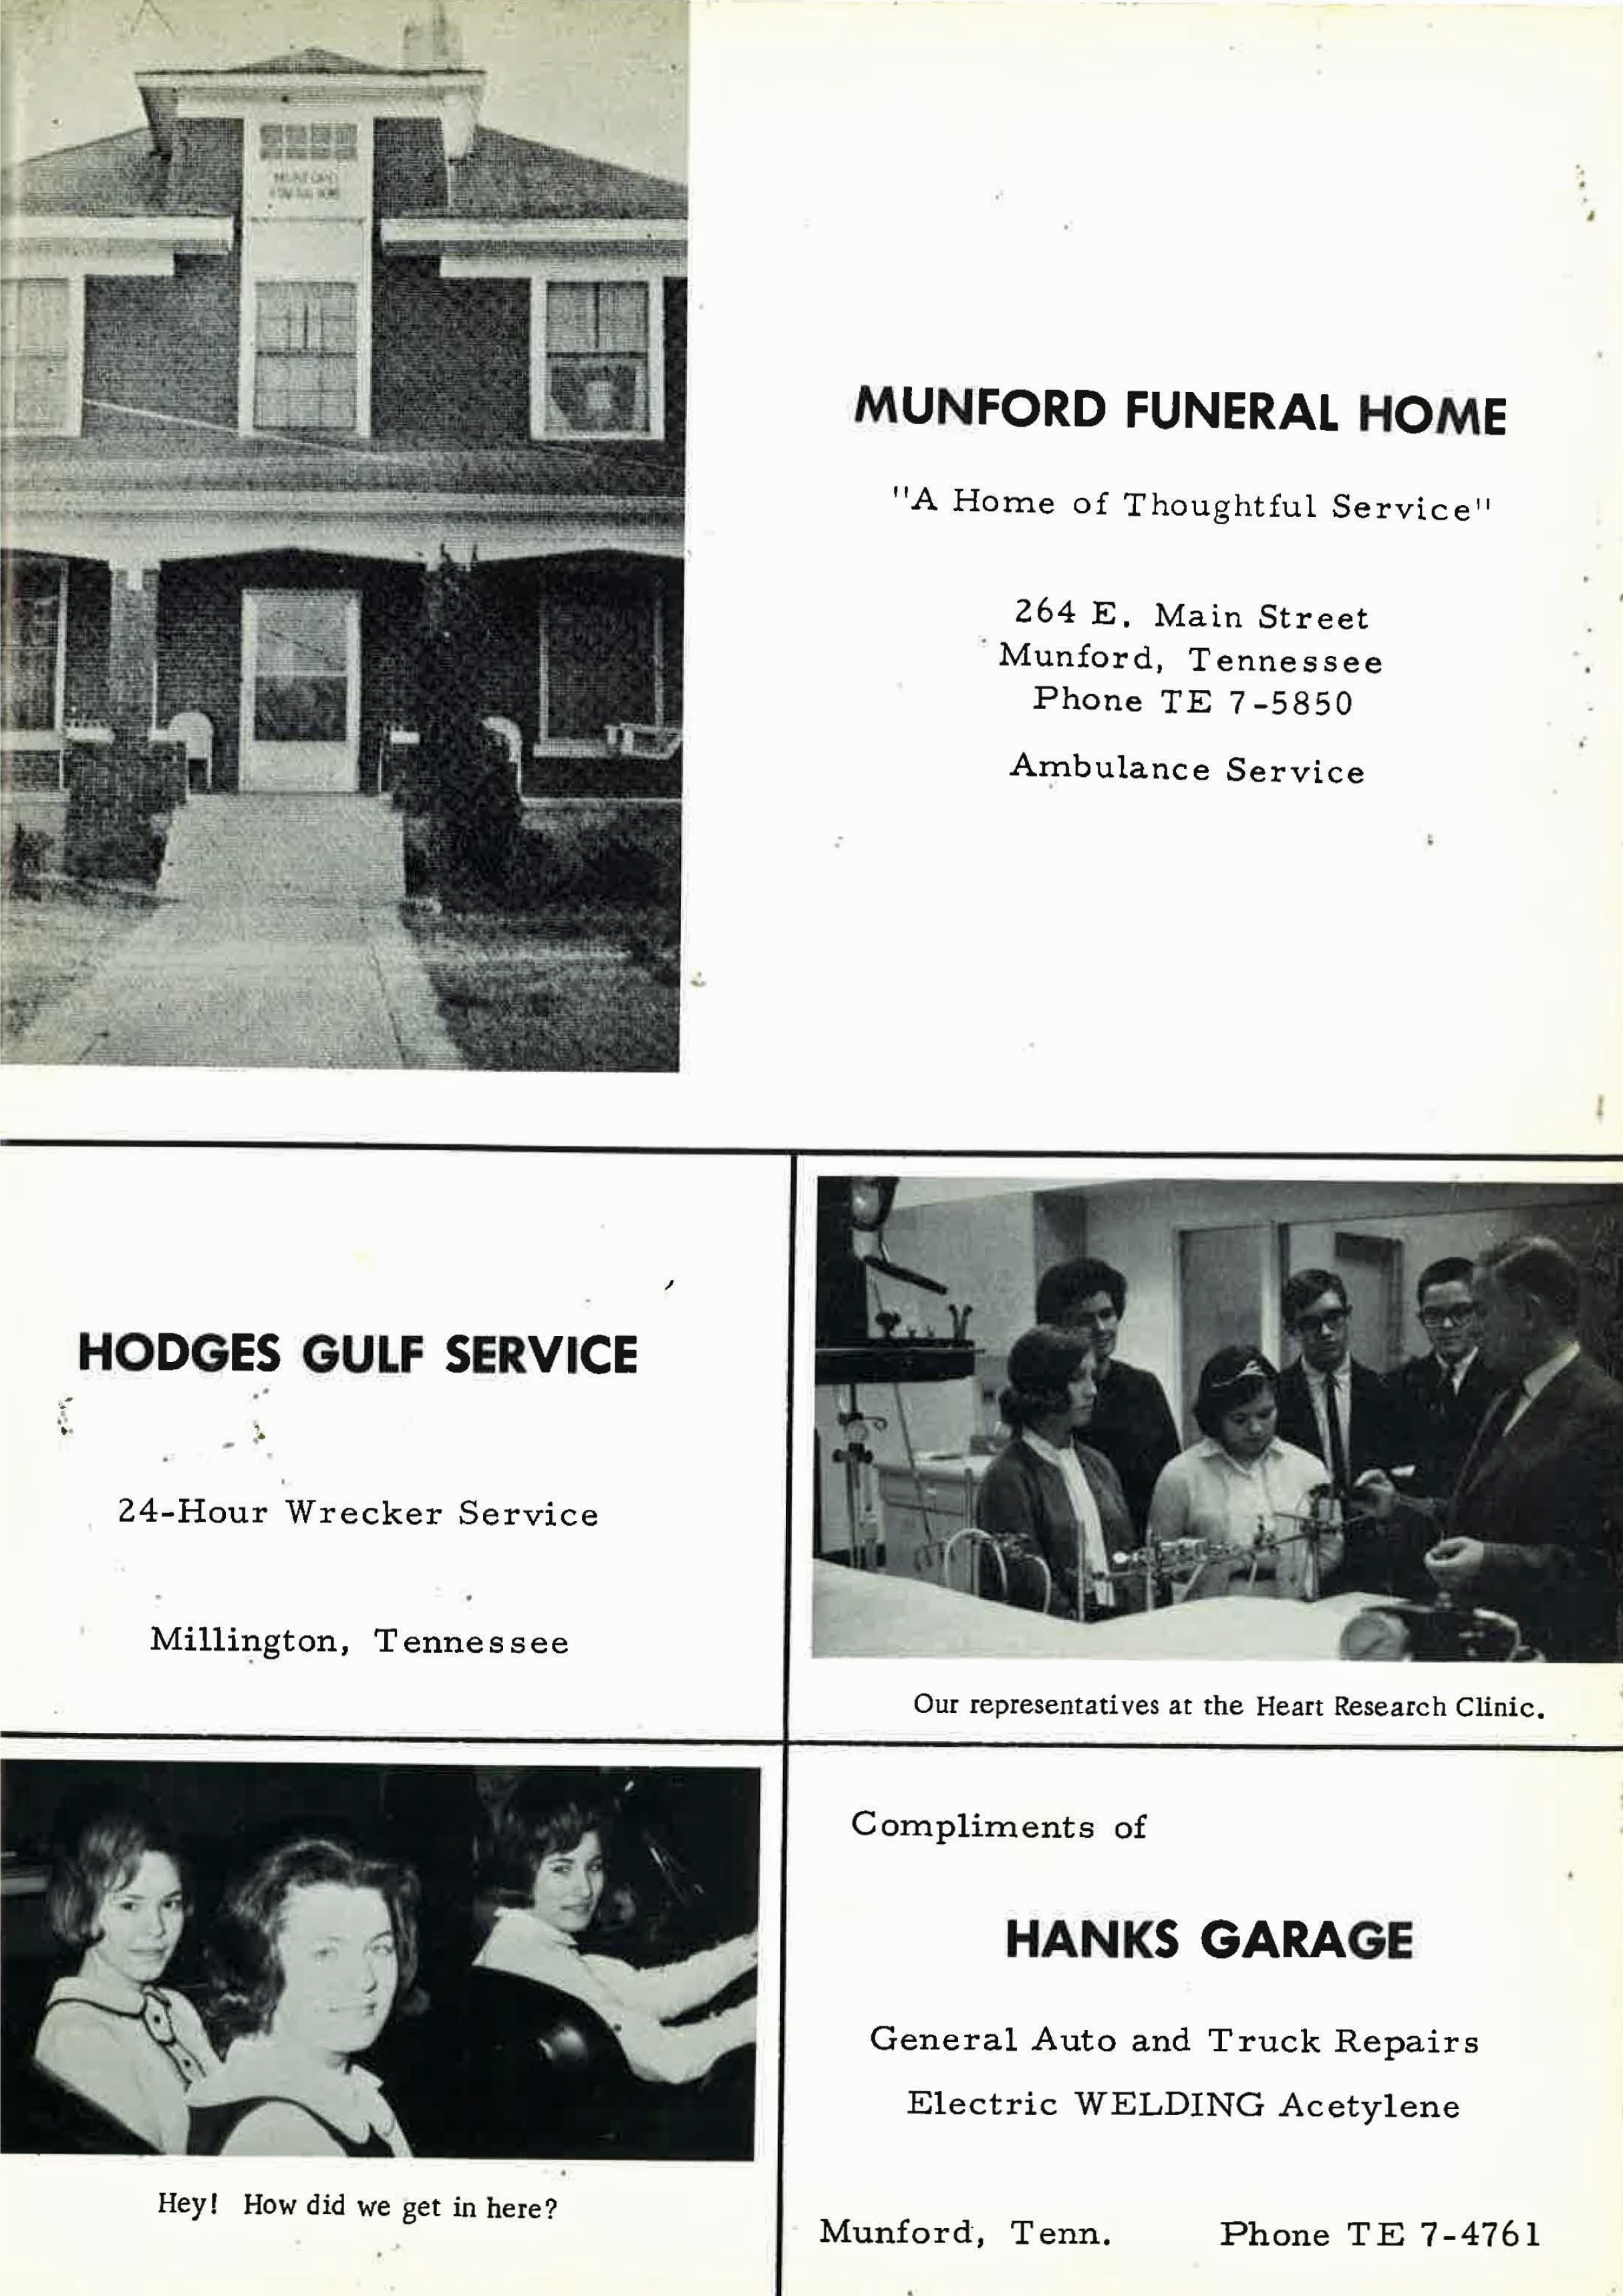 MUNFORD FUNERAL HOME
"A Home of Thoughtful Service"
264 E. Main Street
Munford, Tennessee
Phone TE 7-5850
Ambulance Service
HODGES GULF SERVICE
24-Hour Wrecker Service
Millington, Tennessee
Our representatives at the Heart Research Clinic.
Hey! How did we get in here?
Compliments of
HANKS GARAGE
General Auto and Truck Repairs
Electric WELDING Acetylene
Munford, Tenn. Phone TE 7-4761